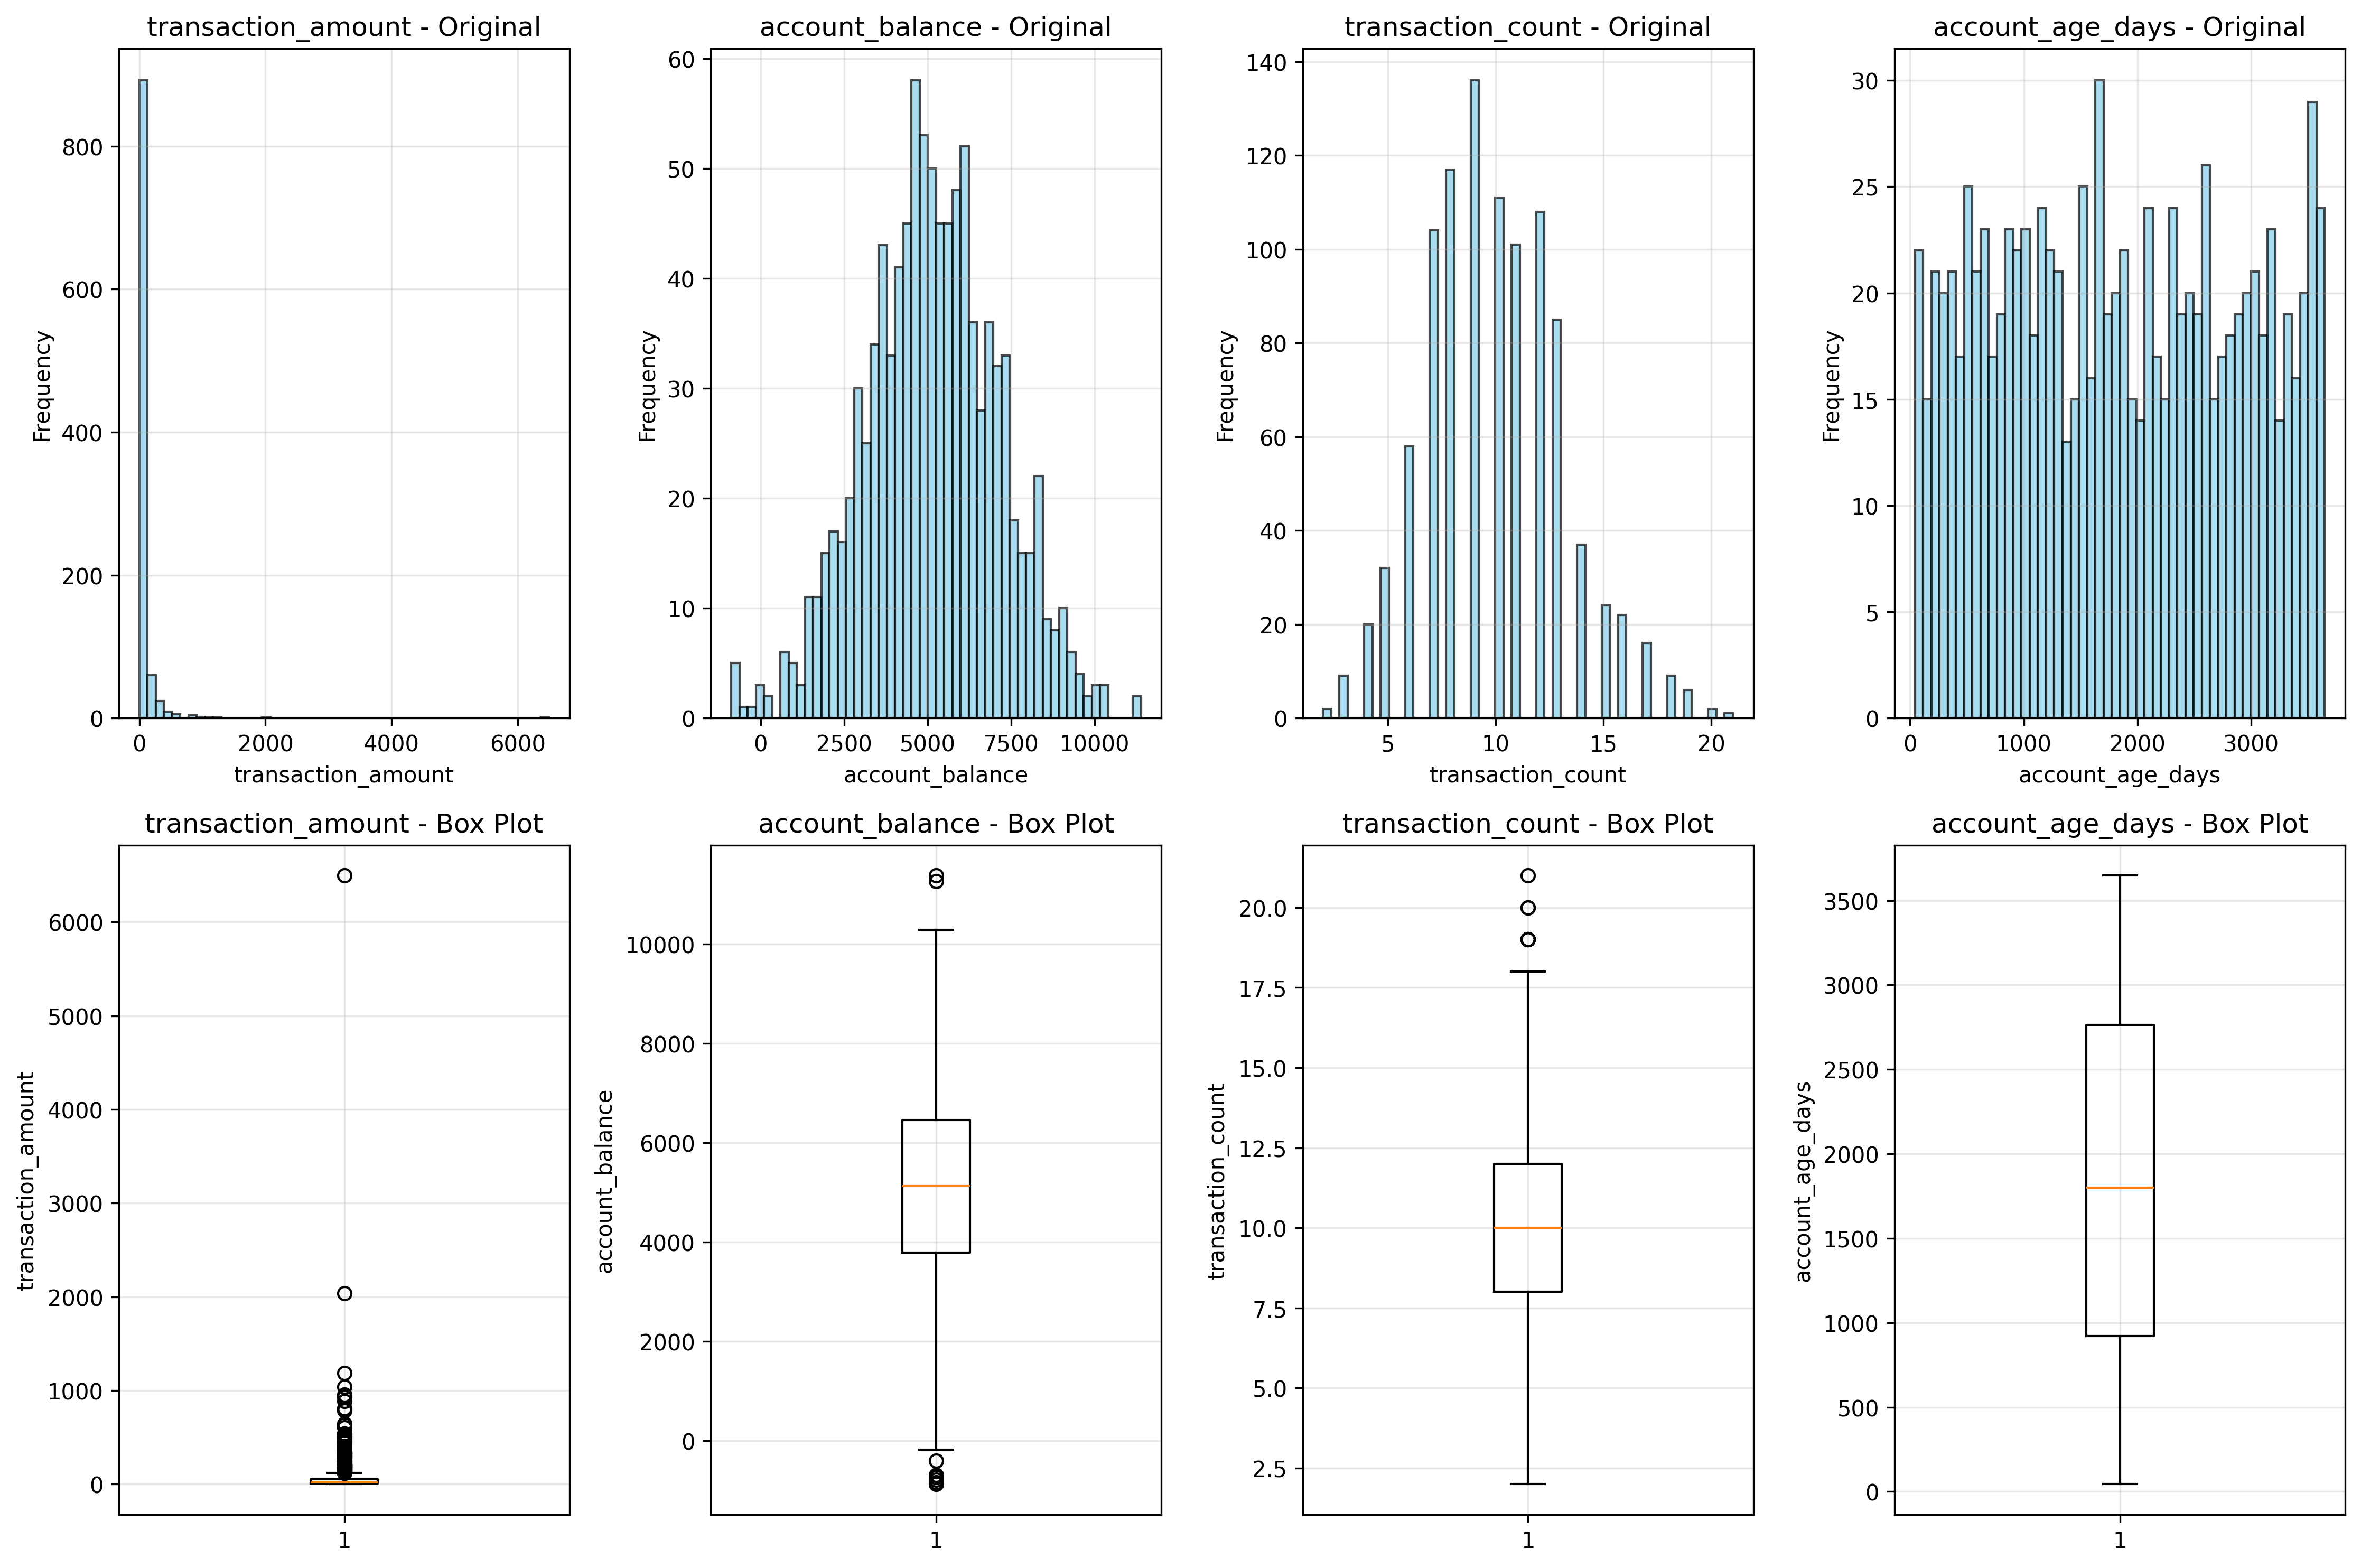 transaction_amount - Original
800
600
400
200
0
Frequency
0 2000 4000 6000
transaction_amount
account_balance - Original
60
50
40
30
20
10
0
Frequency
0 2500 5000 7500 10000
account_balance
transaction_count - Original
140
120
100
80
60
40
20
0
Frequency
5 10 15 20
transaction_count
account_age_days - Original
30
25
20
15
10
5
0
Frequency
0 1000 2000 3000
account_age_days
transaction_amount - Box Plot
6000
5000
4000
3000
2000
1000
0
transaction_amount
1
account_balance - Box Plot
10000
8000
6000
4000
2000
0
account_balance
1
transaction_count - Box Plot
20.0
17.5
15.0
12.5
10.0
7.5
5.0
2.5
transaction_count
1
account_age_days - Box Plot
3500
3000
2500
2000
1500
1000
500
0
account_age_days
1